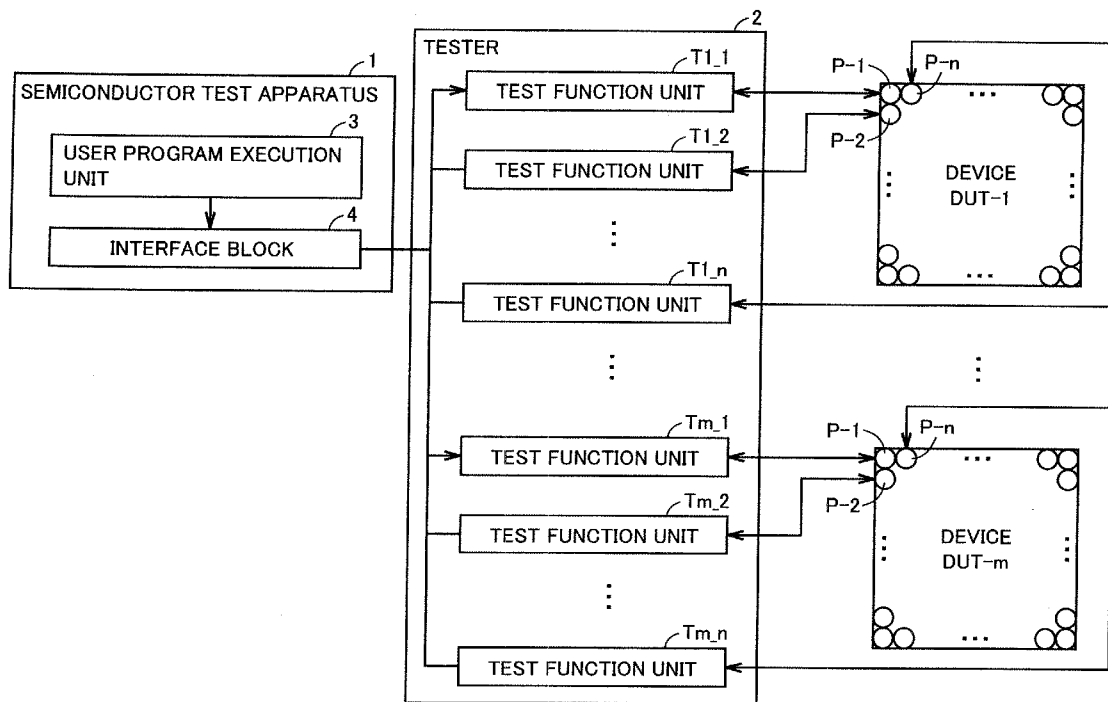 1
SEMICONDUCTOR TEST APPARATUS
3
USER PROGRAM EXECUTION
UNIT
4
INTERFACE BLOCK
2
TESTER
T1_1
TEST FUNCTION UNIT
T1_2
TEST FUNCTION UNIT
⋮
T1_n
TEST FUNCTION UNIT
⋮
Tm_1
TEST FUNCTION UNIT
Tm_2
TEST FUNCTION UNIT
⋮
Tm_n
TEST FUNCTION UNIT
P-1
P-n
...
P-2
DEVICE
DUT-1
⋮
⋮
...
⋮
P-1
P-n
...
P-2
DEVICE
DUT-m
⋮
⋮
...